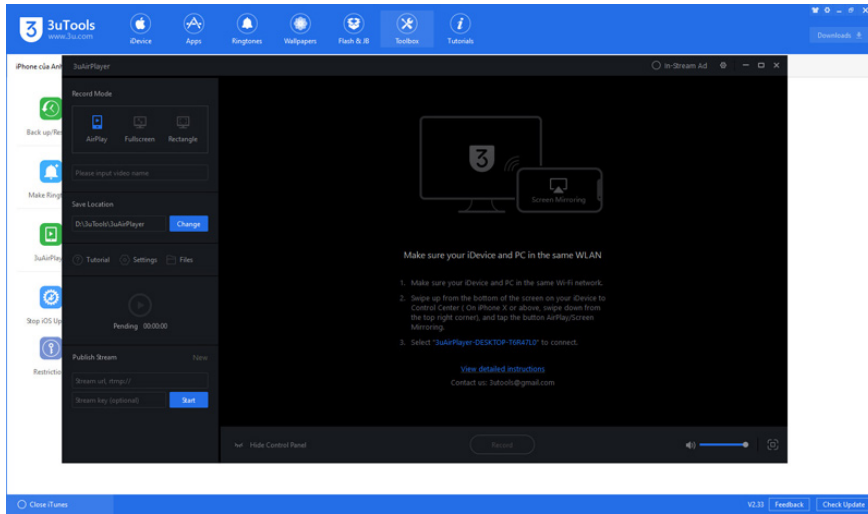 3 3uTools
www.3u.com
iDevice
Apps
Ringtones
Wallpapers
Flash & JB
Toolbox
Tutorials
Downloads
iPhone của Anh
3uAirPlayer
In-Stream Ad
Record Mode
AirPlay
Fullscreen
Rectangle
Please input video name
Save Location
D:\3uTools\3uAirPlayer
Change
Tutorial
Settings
Files
Pending 00:00:00
Publish Stream
New
Stream url, rtmp://
Stream key (optional)
Start
Back up/Res
Make Ringt
3uAirPlay
Stop iOS Up
Restrictio
3
Screen Mirroring
Make sure your iDevice and PC in the same WLAN
1. Make sure your iDevice and PC in the same Wi-Fi network.
2. Swipe up from the bottom of the screen on your iDevice to
Control Center ( On iPhone X or above, swipe down from
the top right corner), and tap the button AirPlay/Screen
Mirroring.
3. Select "3uAirPlayer-DESKTOP-T6R47L0" to connect.
View detailed instructions
Contact us: 3utools@gmail.com
Hide Control Panel
Record
Close iTunes
V2.33
Feedback
Check Update